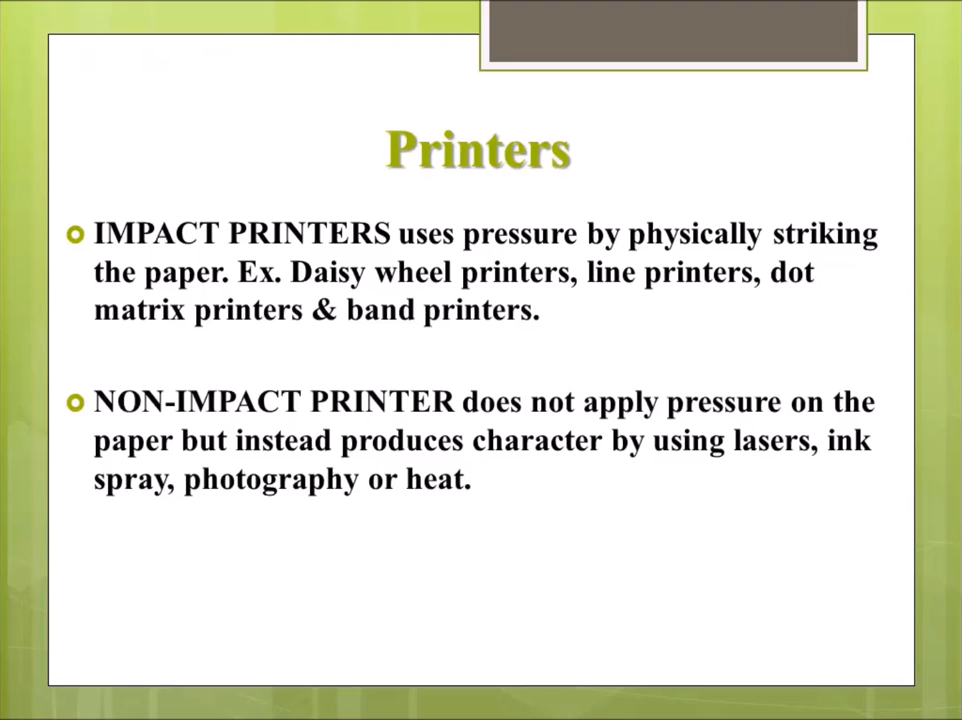 Printers
IMPACT PRINTERS uses pressure by physically striking
the paper. Ex. Daisy wheel printers, line printers, dot
matrix printers & band printers.
NON-IMPACT PRINTER does not apply pressure on the
paper but instead produces character by using lasers, ink
spray, photography or heat.